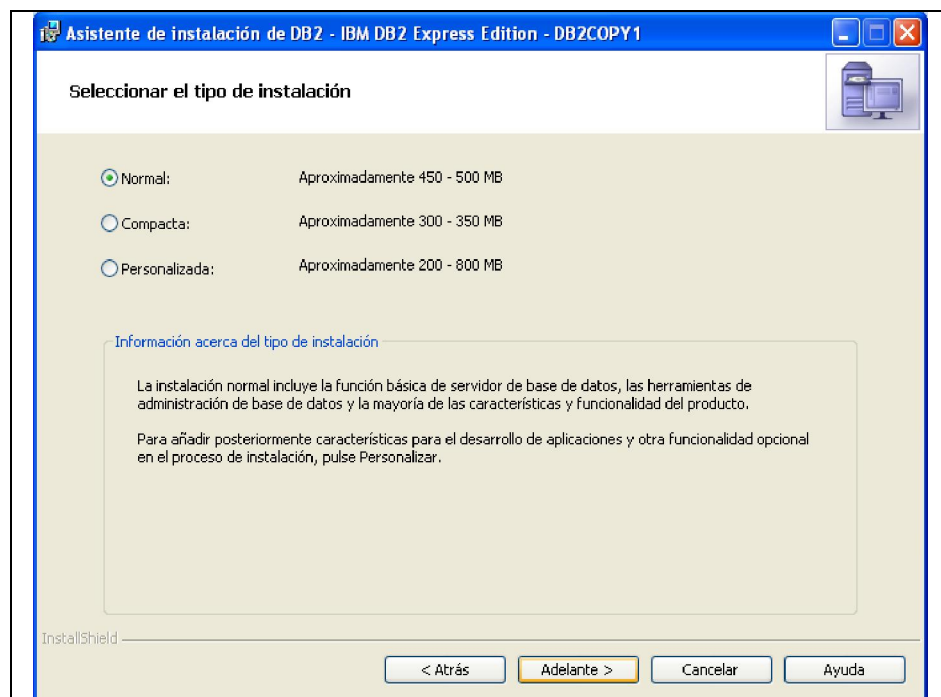 Asistente de instalación de DB2 - IBM DB2 Express Edition - DB2COPY1
Seleccionar el tipo de instalación
Normal: Aproximadamente 450 - 500 MB
Compacta: Aproximadamente 300 - 350 MB
Personalizada: Aproximadamente 200 - 800 MB
Información acerca del tipo de instalación
La instalación normal incluye la función básica de servidor de base de datos, las herramientas de
administración de base de datos y la mayoría de las características y funcionalidad del producto.
Para añadir posteriormente características para el desarrollo de aplicaciones y otra funcionalidad opcional
en el proceso de instalación, pulse Personalizar.
InstallShield
< Atrás Adelante > Cancelar Ayuda